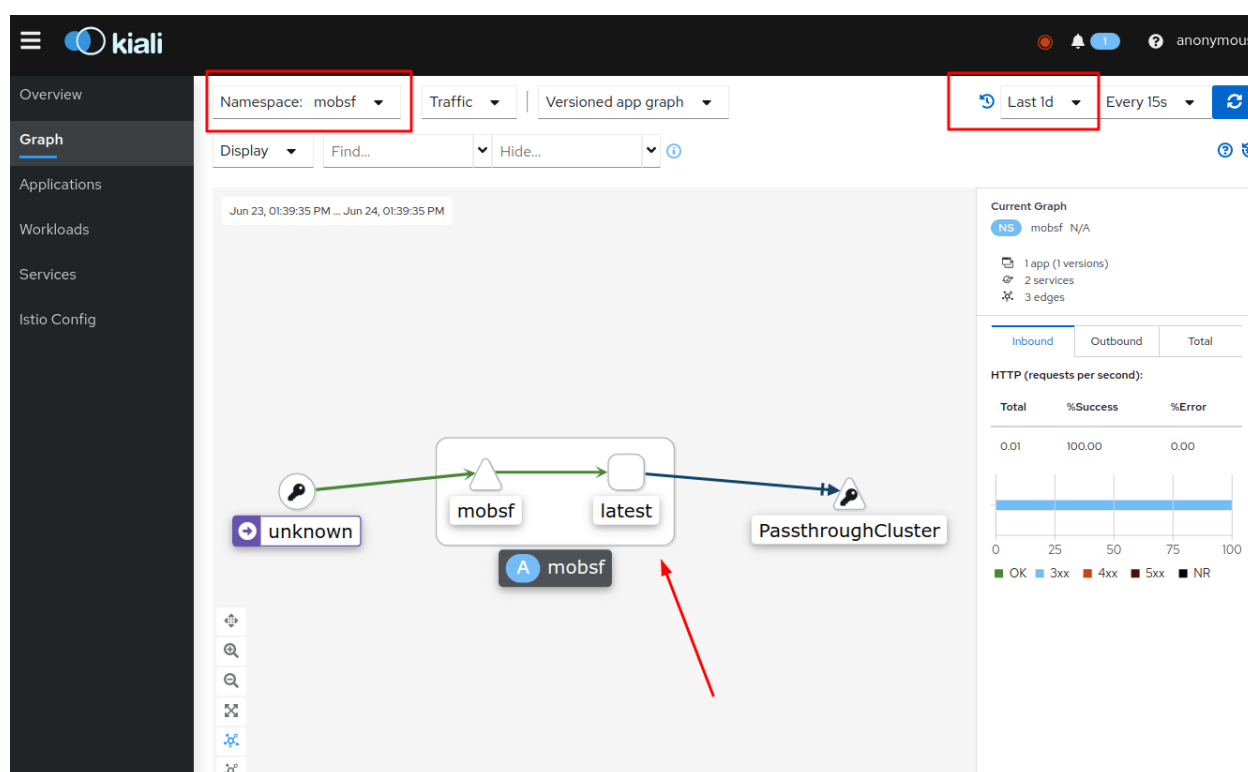 kiali
1
anonymous
Overview
Graph
Applications
Workloads
Services
Istio Config
Namespace: mobsf
Traffic
Versioned app graph
Last 1d
Every 15s
Display
Find...
Hide...
Jun 23, 01:39:35 PM ... Jun 24, 01:39:35 PM
unknown
mobsf
latest
A mobsf
PassthroughCluster
Current Graph
NS mobsf N/A
1 app (1 versions)
2 services
3 edges
Inbound Outbound Total
HTTP (requests per second):
Total %Success %Error
0.01 100.00 0.00
0 25 50 75 100
OK 3xx 4xx 5xx NR